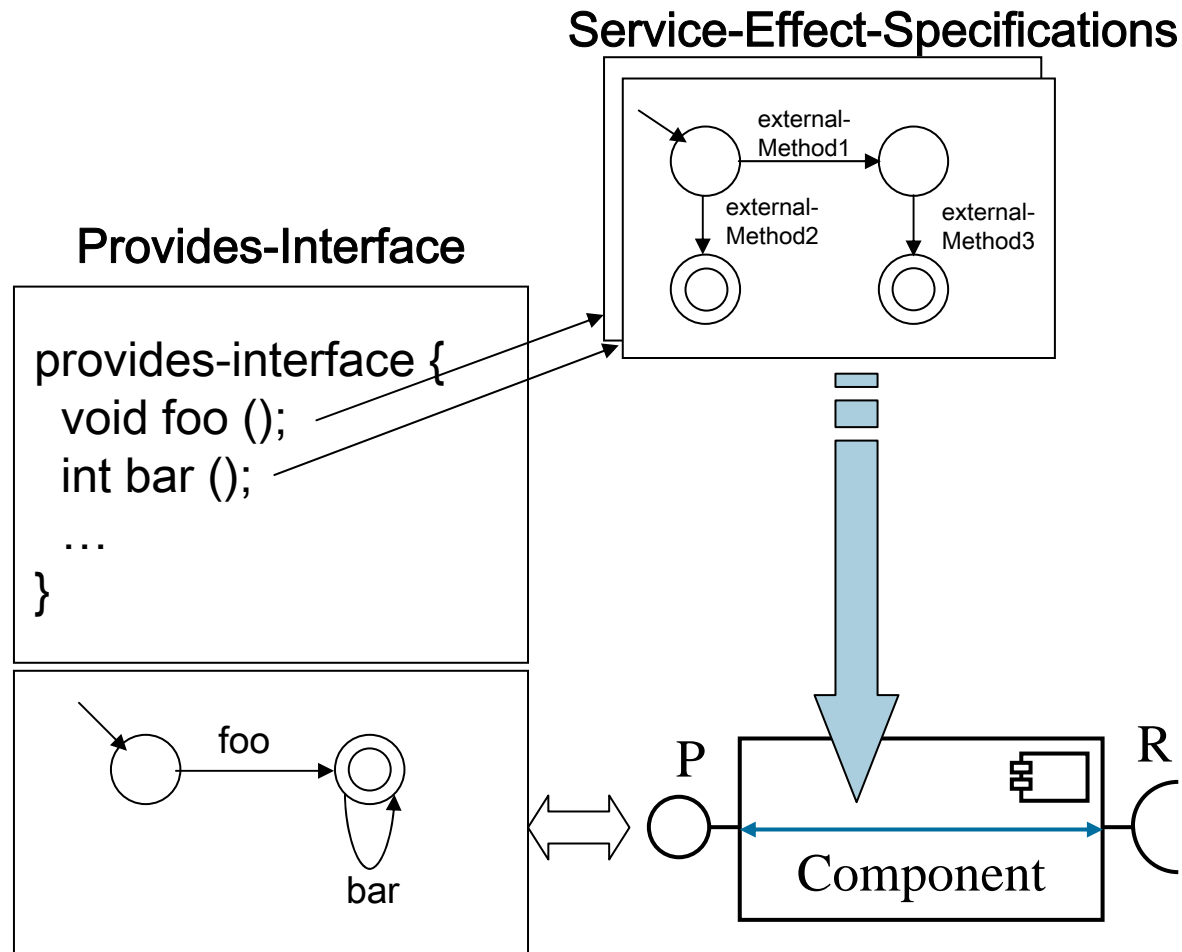 Service-Effect-Specifications
external-
Method1
external-
Method2
external-
Method3
Provides-Interface
provides-interface {
void foo ();
int bar ();
…
}
foo
bar
P
R
Component